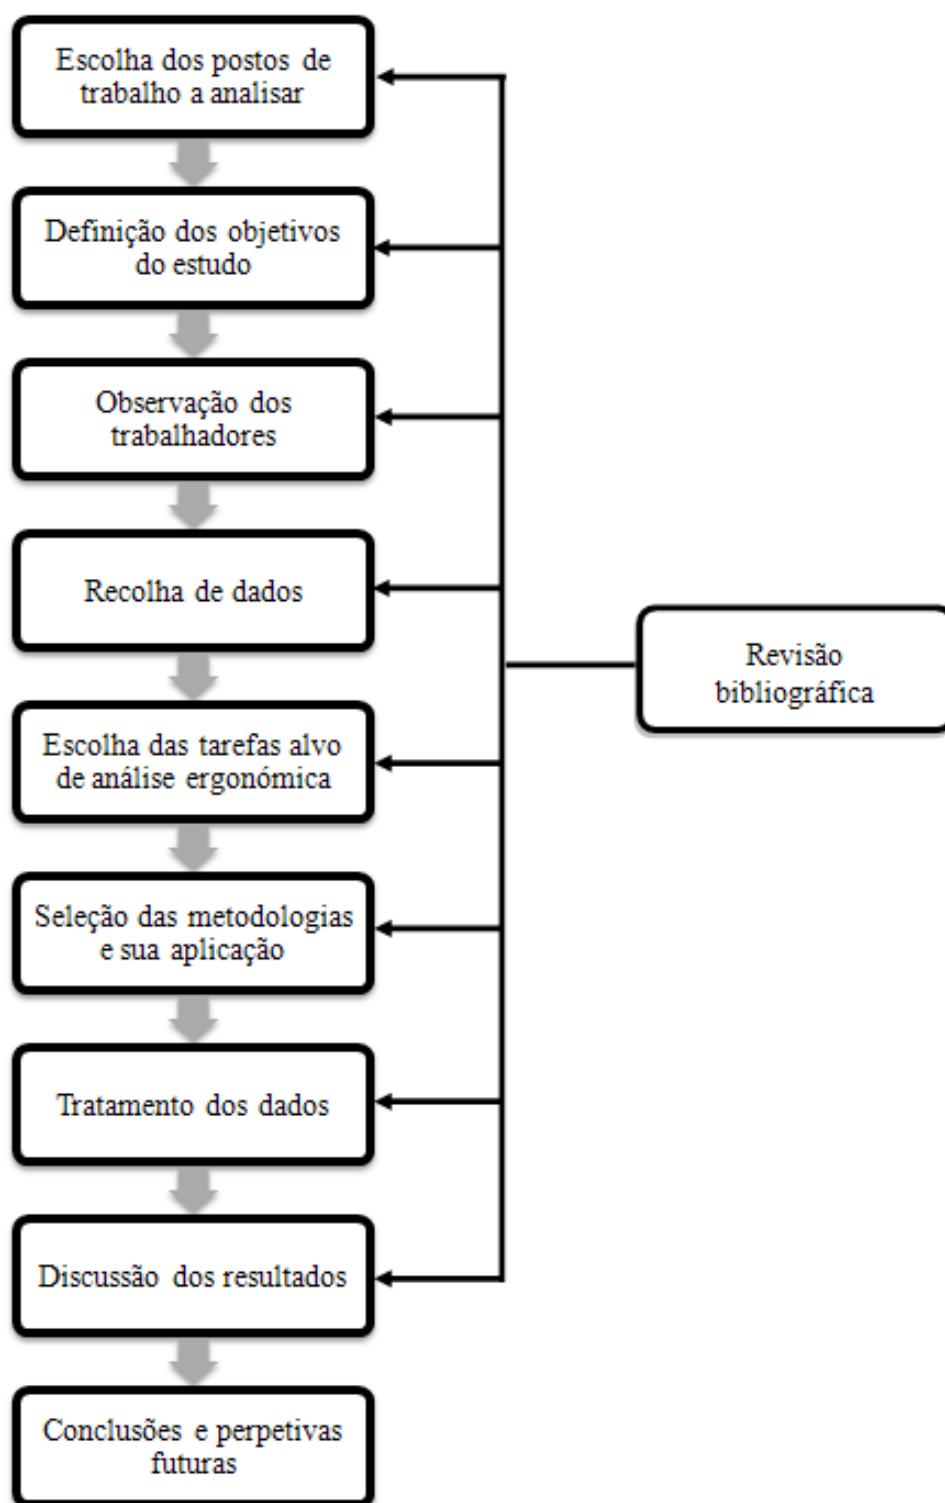 Escolha dos postos de
trabalho a analisar
Definição dos objetivos
do estudo
Observação dos
trabalhadores
Recolha de dados
Escolha das tarefas alvo
de análise ergonómica
Seleção das metodologias
e sua aplicação
Tratamento dos dados
Discussão dos resultados
Conclusões e perpetivas
futuras
Revisão
bibliográfica